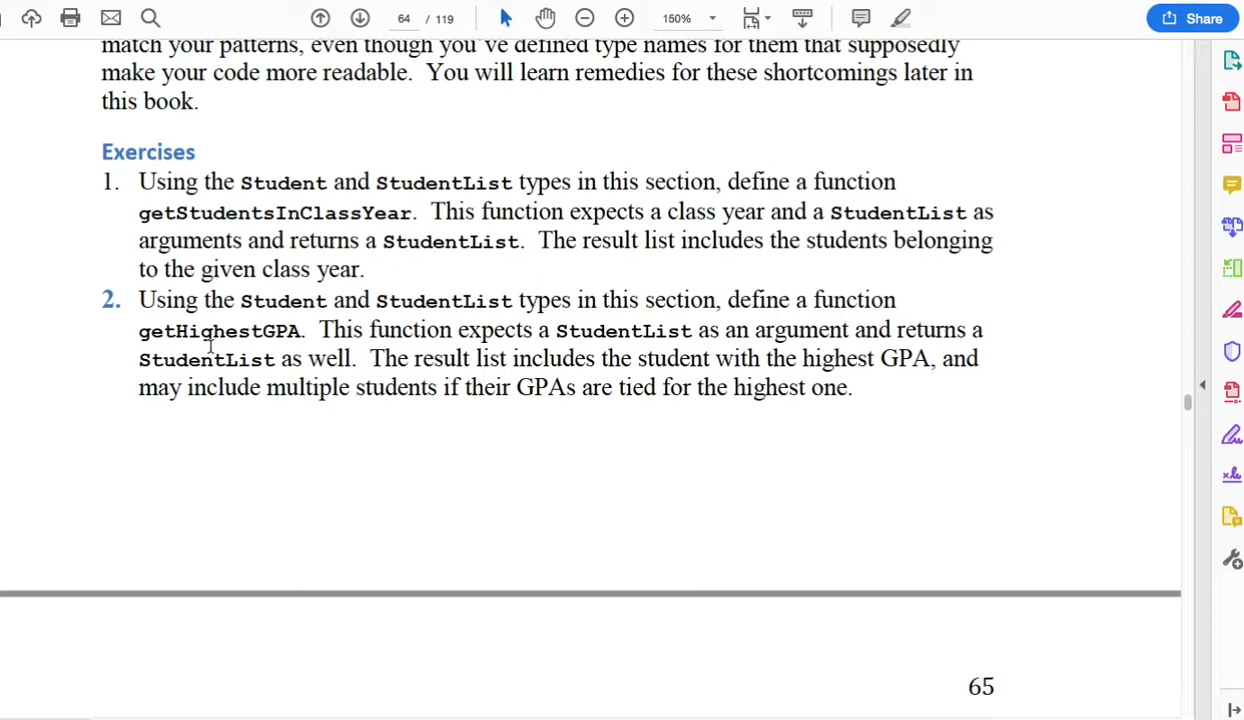 64 / 119 150% Share
match your patterns, even though you've defined type names for them that supposedly
make your code more readable. You will learn remedies for these shortcomings later in
this book.
Exercises
1. Using the Student and StudentList types in this section, define a function
getStudentsInClassYear. This function expects a class year and a StudentList as
arguments and returns a StudentList. The result list includes the students belonging
to the given class year.
2. Using the Student and StudentList types in this section, define a function
getHighestGPA. This function expects a StudentList as an argument and returns a
StudentList as well. The result list includes the student with the highest GPA, and
may include multiple students if their GPAs are tied for the highest one.
65